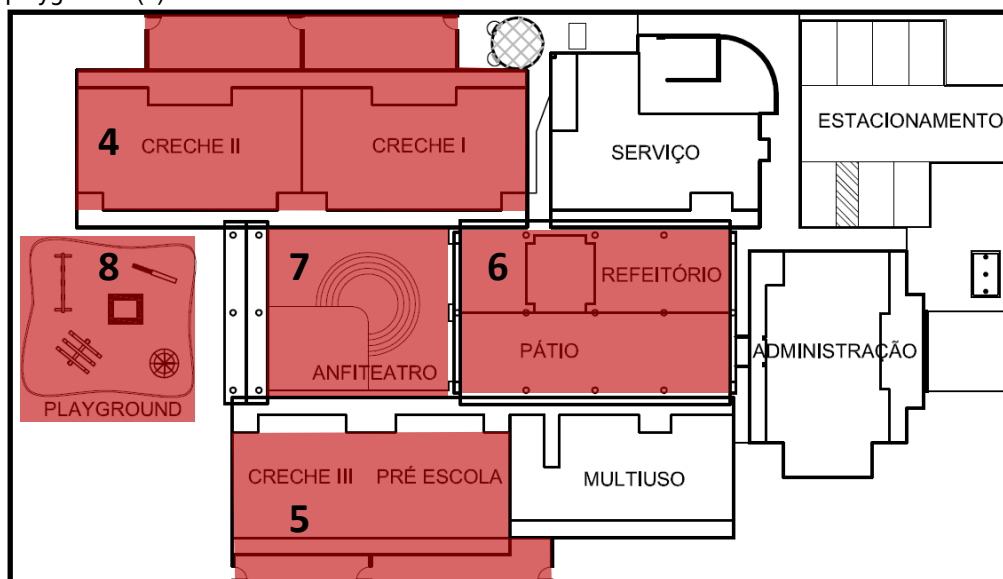 ESTACIONAMENTO
4
CRECHE II
CRECHE I
SERVIÇO
8
7
6
REFEITÓRIO
PÁTIO
ADMINISTRAÇÃO
ANFITEATRO
PLAYGROUND
CRECHE III
PRÉ ESCOLA
MULTIUSO
5